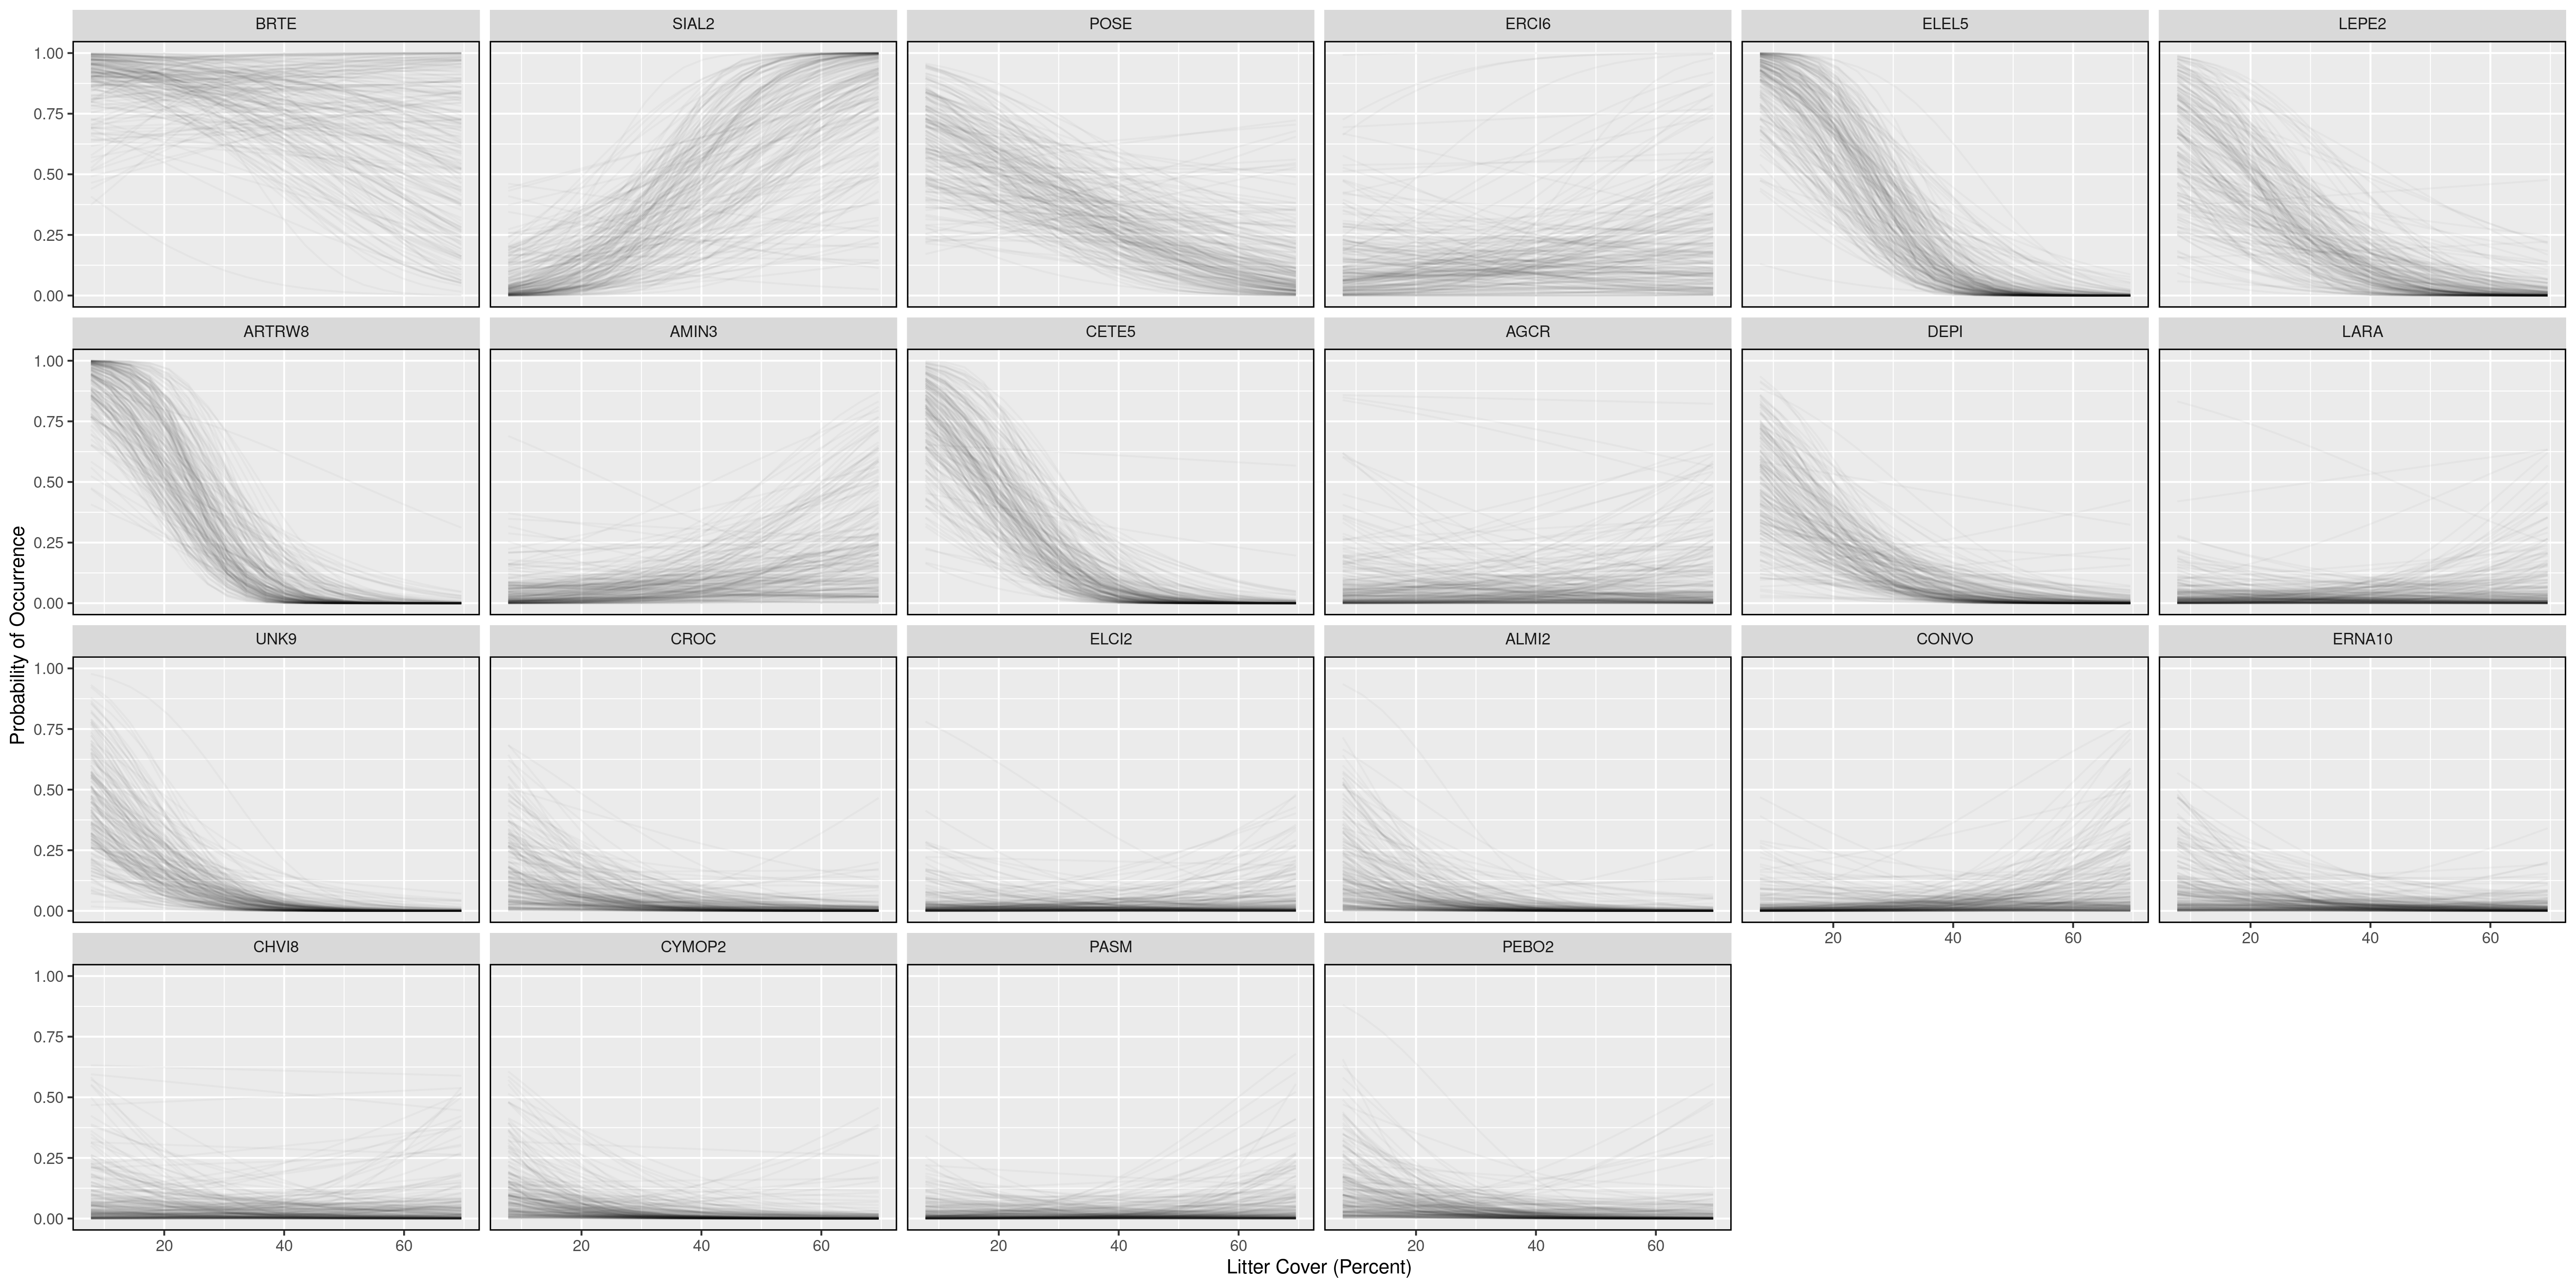 BRTE SIAL2 POSE ERCI6 ELEL5 LEPE2
1.00
0.75
0.50
0.25
0.00
ARTRW8 AMIN3 CETE5 AGCR DEPI LARA
1.00
0.75
0.50
0.25
0.00
Probability of Occurrence
UNK9 CROC ELCI2 ALMI2 CONVO ERNA10
1.00
0.75
0.50
0.25
0.00
20 40 60 20 40 60
CHVI8 CYMOP2 PASM PEBO2
1.00
0.75
0.50
0.25
0.00
20 40 60 20 40 60 20 40 60 20 40 60
Litter Cover (Percent)